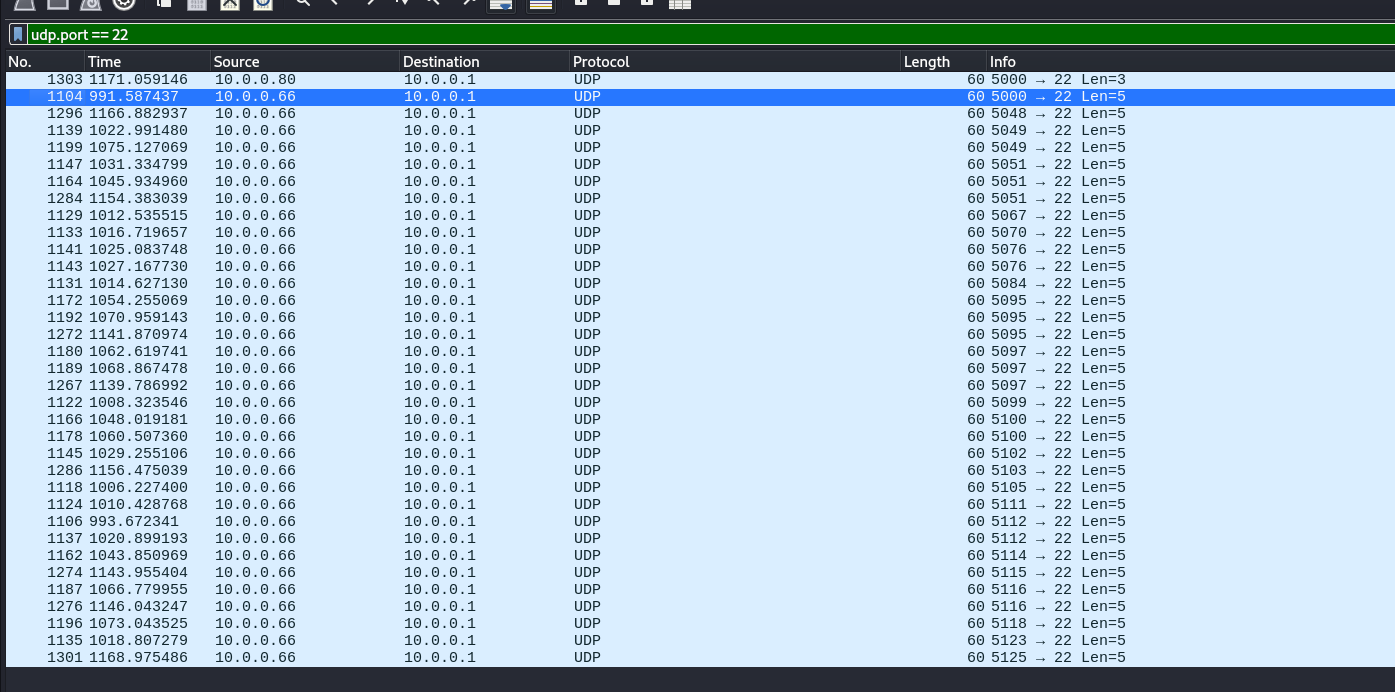 udp.port == 22
No. Time Source Destination Protocol Length Info
1303 1171.059146 10.0.0.80 10.0.0.1 UDP 60 5000 → 22 Len=3
1104 991.587437 10.0.0.66 10.0.0.1 UDP 60 5000 → 22 Len=5
1296 1166.882937 10.0.0.66 10.0.0.1 UDP 60 5048 → 22 Len=5
1139 1022.991480 10.0.0.66 10.0.0.1 UDP 60 5049 → 22 Len=5
1199 1075.127069 10.0.0.66 10.0.0.1 UDP 60 5049 → 22 Len=5
1147 1031.334799 10.0.0.66 10.0.0.1 UDP 60 5051 → 22 Len=5
1164 1045.934960 10.0.0.66 10.0.0.1 UDP 60 5051 → 22 Len=5
1284 1154.383039 10.0.0.66 10.0.0.1 UDP 60 5051 → 22 Len=5
1129 1012.535515 10.0.0.66 10.0.0.1 UDP 60 5067 → 22 Len=5
1133 1016.719657 10.0.0.66 10.0.0.1 UDP 60 5070 → 22 Len=5
1141 1025.083748 10.0.0.66 10.0.0.1 UDP 60 5076 → 22 Len=5
1143 1027.167730 10.0.0.66 10.0.0.1 UDP 60 5076 → 22 Len=5
1131 1014.627130 10.0.0.66 10.0.0.1 UDP 60 5084 → 22 Len=5
1172 1054.255069 10.0.0.66 10.0.0.1 UDP 60 5095 → 22 Len=5
1192 1070.959143 10.0.0.66 10.0.0.1 UDP 60 5095 → 22 Len=5
1272 1141.870974 10.0.0.66 10.0.0.1 UDP 60 5095 → 22 Len=5
1180 1062.619741 10.0.0.66 10.0.0.1 UDP 60 5097 → 22 Len=5
1189 1068.867478 10.0.0.66 10.0.0.1 UDP 60 5097 → 22 Len=5
1267 1139.786992 10.0.0.66 10.0.0.1 UDP 60 5097 → 22 Len=5
1122 1008.323546 10.0.0.66 10.0.0.1 UDP 60 5099 → 22 Len=5
1166 1048.019181 10.0.0.66 10.0.0.1 UDP 60 5100 → 22 Len=5
1178 1060.507360 10.0.0.66 10.0.0.1 UDP 60 5100 → 22 Len=5
1145 1029.255106 10.0.0.66 10.0.0.1 UDP 60 5102 → 22 Len=5
1286 1156.475039 10.0.0.66 10.0.0.1 UDP 60 5103 → 22 Len=5
1118 1006.227400 10.0.0.66 10.0.0.1 UDP 60 5105 → 22 Len=5
1124 1010.428768 10.0.0.66 10.0.0.1 UDP 60 5111 → 22 Len=5
1106 993.672341 10.0.0.66 10.0.0.1 UDP 60 5112 → 22 Len=5
1137 1020.899193 10.0.0.66 10.0.0.1 UDP 60 5112 → 22 Len=5
1162 1043.850969 10.0.0.66 10.0.0.1 UDP 60 5114 → 22 Len=5
1274 1143.955404 10.0.0.66 10.0.0.1 UDP 60 5115 → 22 Len=5
1187 1066.779955 10.0.0.66 10.0.0.1 UDP 60 5116 → 22 Len=5
1276 1146.043247 10.0.0.66 10.0.0.1 UDP 60 5116 → 22 Len=5
1196 1073.043525 10.0.0.66 10.0.0.1 UDP 60 5118 → 22 Len=5
1135 1018.807279 10.0.0.66 10.0.0.1 UDP 60 5123 → 22 Len=5
1301 1168.975486 10.0.0.66 10.0.0.1 UDP 60 5125 → 22 Len=5